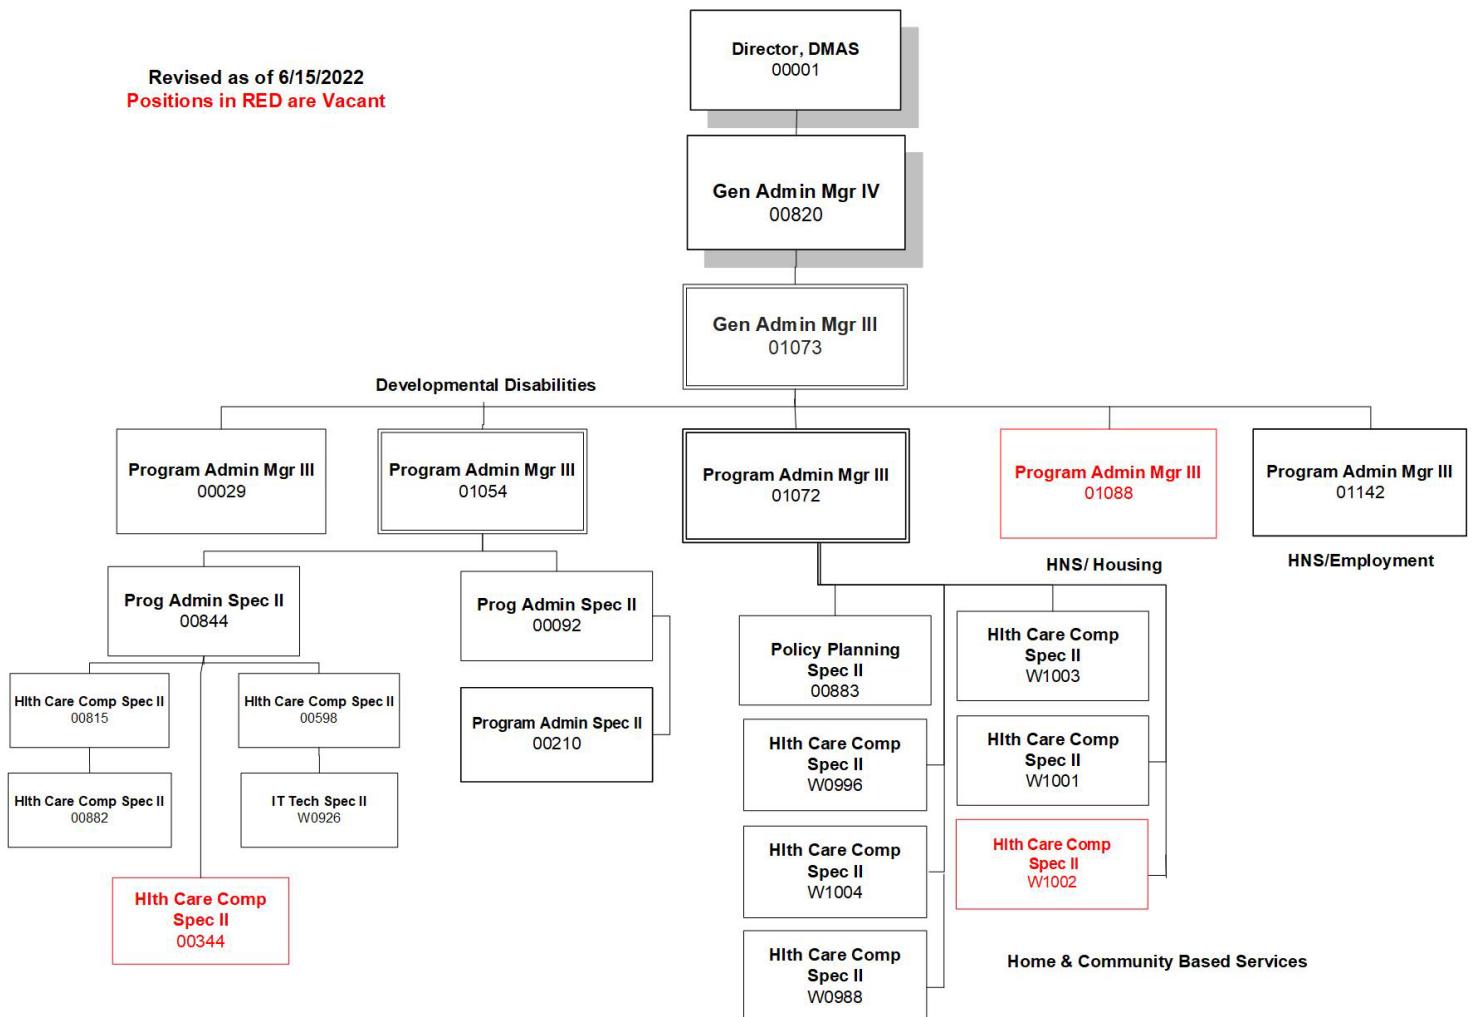 Revised as of 6/15/2022
Positions in RED are Vacant
Director, DMAS
00001
Gen Admin Mgr IV
00820
Gen Admin Mgr III
01073
Developmental Disabilities
Program Admin Mgr III
00029
Program Admin Mgr III
01054
Program Admin Mgr III
01072
Program Admin Mgr III
01088
Program Admin Mgr III
01142
HNS/ Housing
HNS/Employment
Prog Admin Spec II
00844
Prog Admin Spec II
00092
Hlth Care Comp Spec II
00815
Hlth Care Comp Spec II
00598
Program Admin Spec II
00210
Hlth Care Comp Spec II
00882
IT Tech Spec II
W0926
Hlth Care Comp
Spec II
00344
Policy Planning
Spec II
00883
Hlth Care Comp
Spec II
W1003
Hlth Care Comp
Spec II
W0996
Hlth Care Comp
Spec II
W1001
Hlth Care Comp
Spec II
W1004
Hlth Care Comp
Spec II
W1002
Hlth Care Comp
Spec II
W0988
Home & Community Based Services